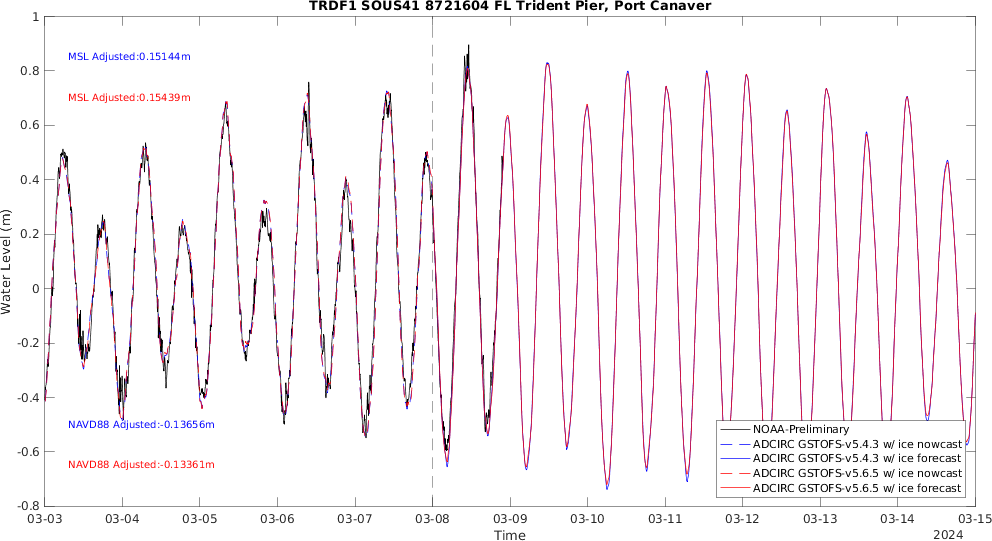 TRDF1 SOUS41 8721604 FL Trident Pier, Port Canaver
1
0.8
0.6
0.4
0.2
0
-0.2
-0.4
-0.6
-0.8
Water Level (m)
MSL Adjusted:0.15144m
MSL Adjusted:0.15439m
NAVD88 Adjusted:-0.13656m
NAVD88 Adjusted:-0.13361m
NOAA-Preliminary
ADCIRC GSTOFS-v5.4.3 w/ ice nowcast
ADCIRC GSTOFS-v5.4.3 w/ ice forecast
ADCIRC GSTOFS-v5.6.5 w/ ice nowcast
ADCIRC GSTOFS-v5.6.5 w/ ice forecast
03-03 03-04 03-05 03-06 03-07 03-08 03-09 03-10 03-11 03-12 03-13 03-14 03-15
Time
2024